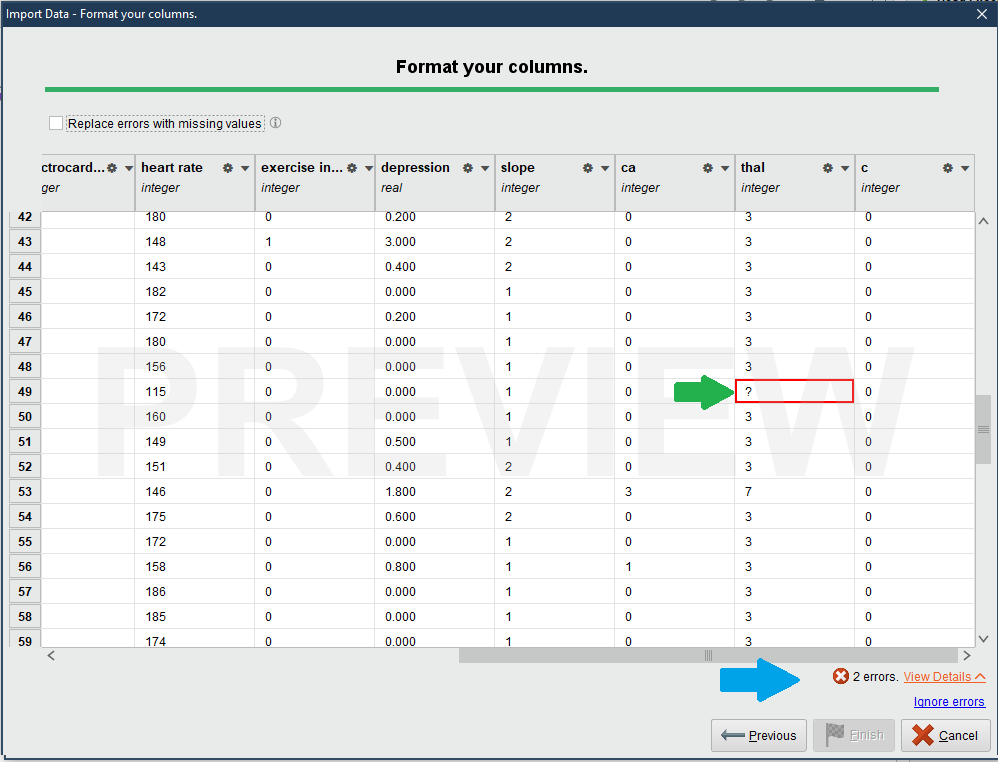 Import Data - Format your columns.
Format your columns.
Replace errors with missing values
ctrocard... heart rate exercise in... depression slope ca thal c
ger integer integer real integer integer integer integer
42 180 0 0.200 2 0 3 0
43 148 1 3.000 2 0 3 0
44 143 0 0.400 2 0 3 0
45 182 0 0.000 1 0 3 0
46 172 0 0.200 1 0 3 0
47 180 0 0.000 1 0 3 0
48 156 0 0.000 1 0 3 0
49 115 0 0.000 1 0 ? 0
50 160 0 0.000 1 0 3 0
51 149 0 0.500 1 0 3 0
52 151 0 0.400 2 0 3 0
53 146 0 1.800 2 3 7 0
54 175 0 0.600 2 0 3 0
55 172 0 0.000 1 0 3 0
56 158 0 0.800 1 1 3 0
57 186 0 0.000 1 0 3 0
58 185 0 0.000 1 0 3 0
59 174 0 0.000 1 0 3 0
PREVIEW
2 errors. View Details
Ignore errors
Previous Finish Cancel